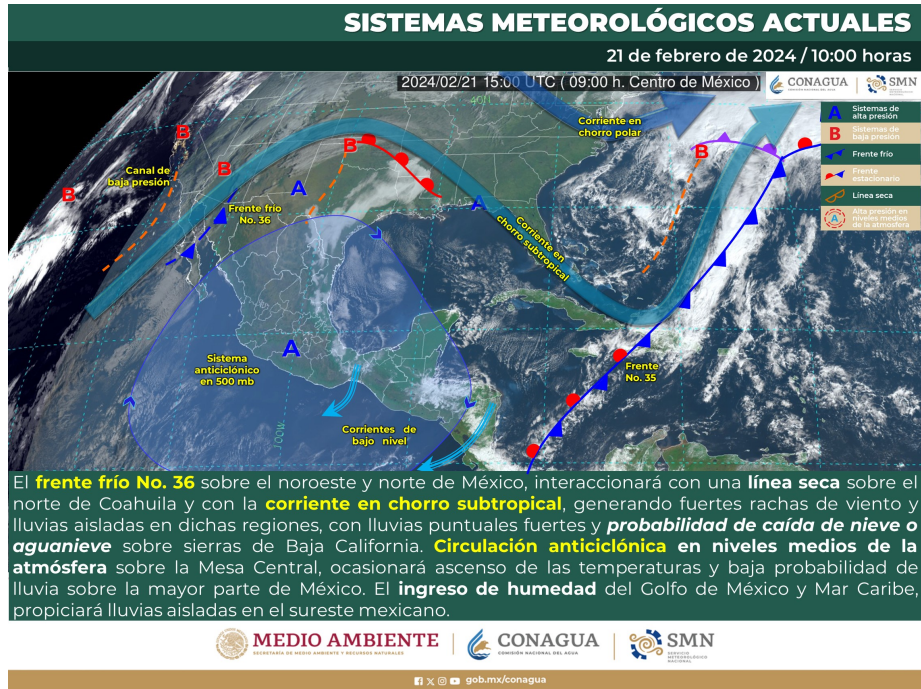 SISTEMAS METEOROLÓGICOS ACTUALES
21 de febrero de 2024 / 10:00 horas
2024/02/21 15:00 UTC ( 09:00 h. Centro de México )
CONAGUA
SMN
40N
A Sistemas de
alta presión
B Sistemas de
baja presión
Frente frío
Frente
estacionario
Línea seca
A Alta presión en
niveles medios
de la atmosfera
Corriente en
chorro polar
B
B
B
B
B
Canal de
baja presión
A
A
Frente frío
No. 36
Corriente en
chorro subtropical
Sistema
anticiclónico
en 500 mb
A
Frente
No. 35
100W
Corrientes de
bajo nivel
El frente frío No. 36 sobre el noroeste y norte de México, interaccionará con una línea seca sobre el
norte de Coahuila y con la corriente en chorro subtropical, generando fuertes rachas de viento y
lluvias aisladas en dichas regiones, con lluvias puntuales fuertes y probabilidad de caída de nieve o
aguanieve sobre sierras de Baja California. Circulación anticiclónica en niveles medios de la
atmósfera sobre la Mesa Central, ocasionará ascenso de las temperaturas y baja probabilidad de
lluvia sobre la mayor parte de México. El ingreso de humedad del Golfo de México y Mar Caribe,
propiciará lluvias aisladas en el sureste mexicano.
MEDIO AMBIENTE
SECRETARÍA DE MEDIO AMBIENTE Y RECURSOS NATURALES
CONAGUA
COMISIÓN NACIONAL DEL AGUA
SMN
SERVICIO
METEOROLÓGICO
NACIONAL
gob.mx/conagua